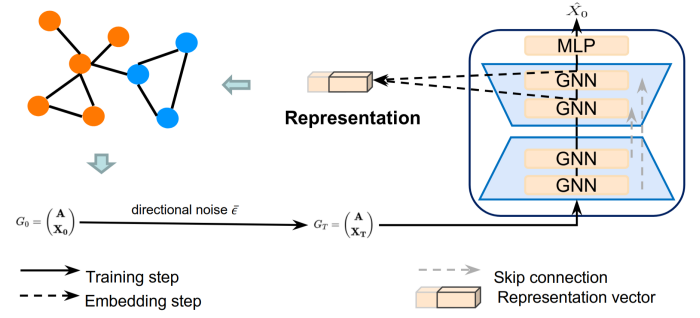 X̂₀
MLP
GNN
GNN
Representation
GNN
GNN
G₀ = (A X₀)
directional noise ϵ̄
G_T = (A X_T)
Training step
Embedding step
Skip connection
Representation vector